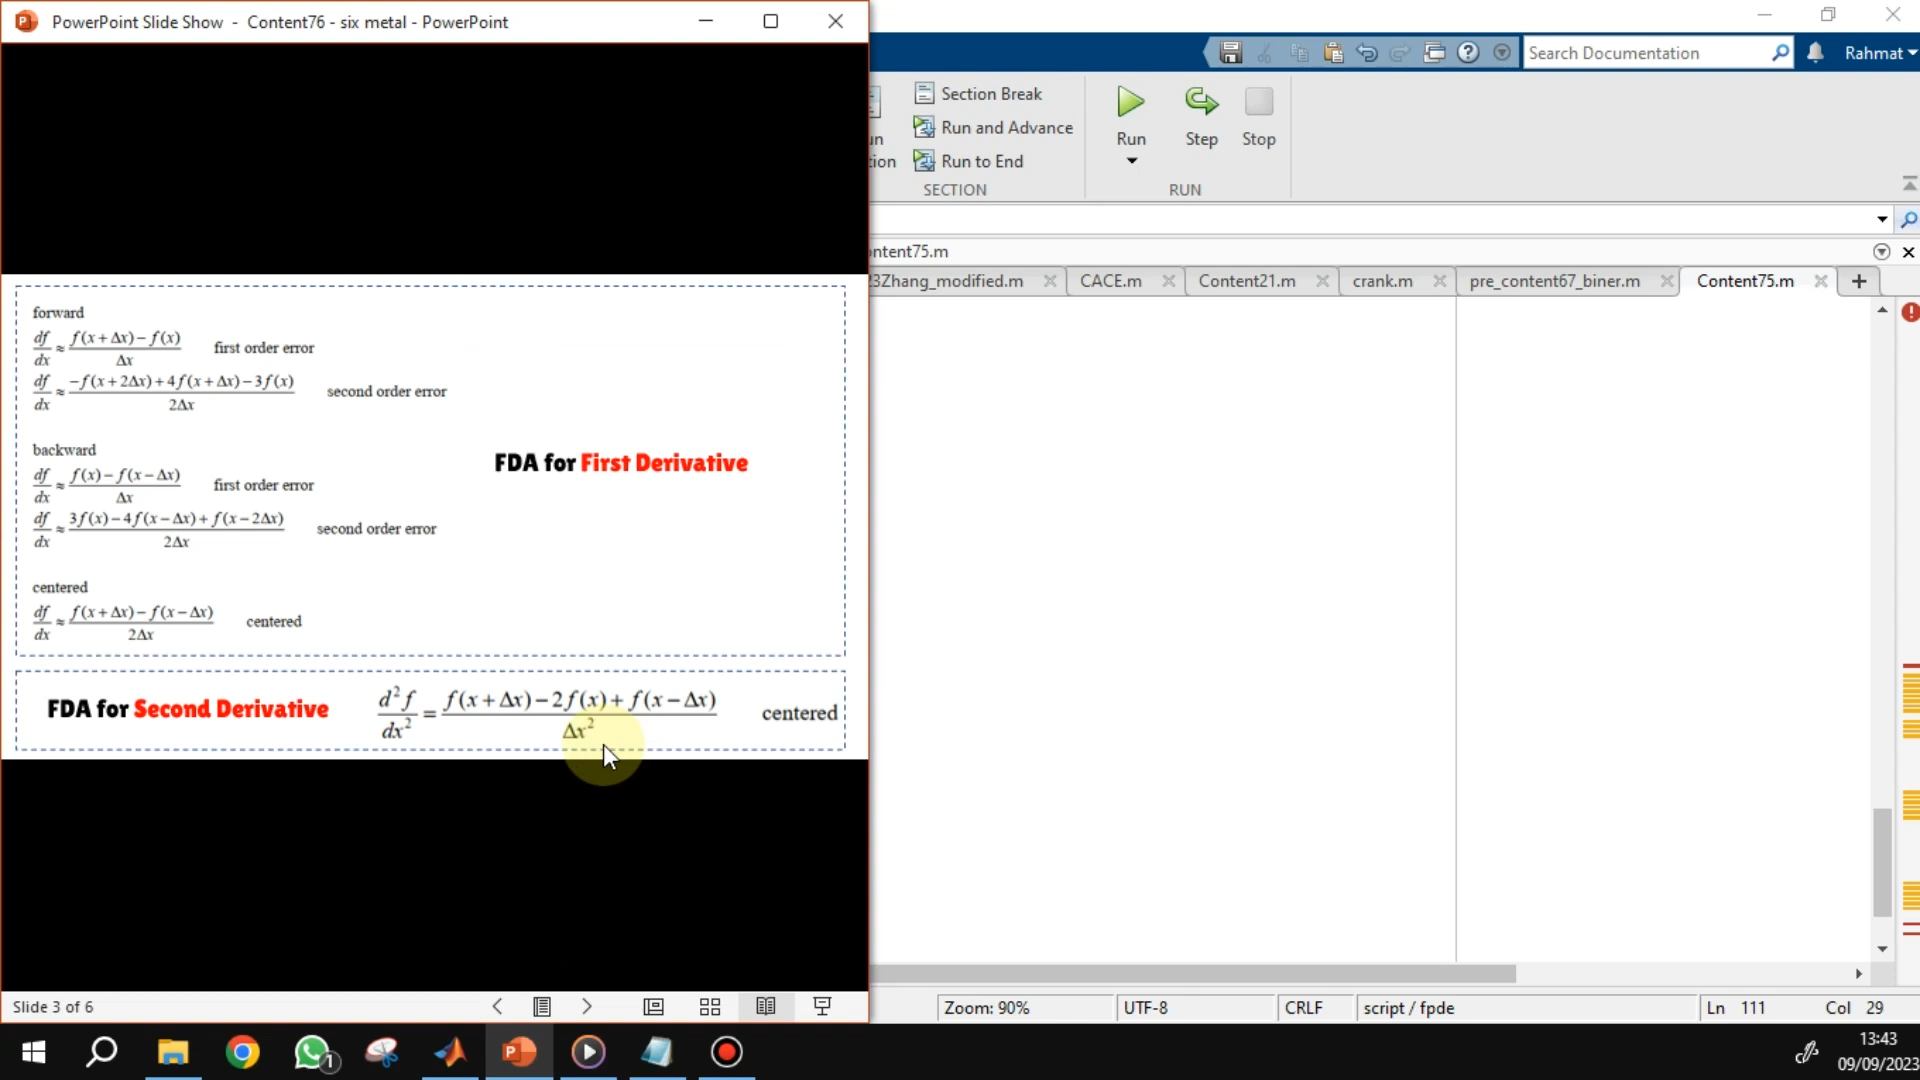 PowerPoint Slide Show - Content76 - six metal - PowerPoint
Search Documentation
Rahmat
Section Break
Run and Advance
Run to End
SECTION
un
tion
Run
Step
Stop
RUN
ontent75.m
23Zhang_modified.m
CACE.m
Content21.m
crank.m
pre_content67_biner.m
Content75.m
forward
df/dx ≈ (f(x+Δx)−f(x))/Δx first order error
df/dx ≈ (−f(x+2Δx)+4f(x+Δx)−3f(x))/2Δx second order error
backward
df/dx ≈ (f(x)−f(x−Δx))/Δx first order error
df/dx ≈ (3f(x)−4f(x−Δx)+f(x−2Δx))/2Δx second order error
centered
df/dx ≈ (f(x+Δx)−f(x−Δx))/2Δx centered
FDA for First Derivative
FDA for Second Derivative
d²f/dx² = (f(x+Δx)−2f(x)+f(x−Δx))/Δx² centered
Slide 3 of 6
Zoom: 90%
UTF-8
CRLF
script / fpde
Ln 111
Col 29
1
13:43
09/09/2023